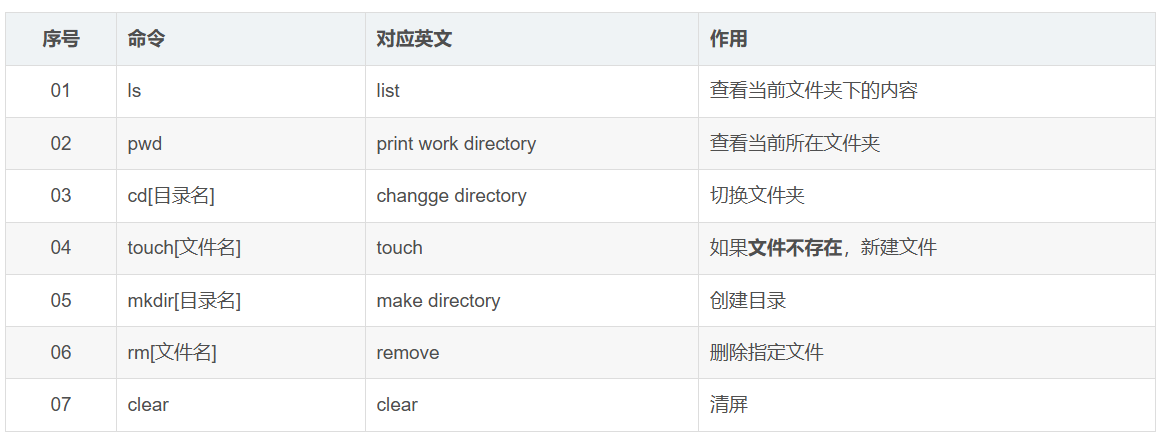 序号 命令 对应英文 作用
01 ls list 查看当前文件夹下的内容
02 pwd print work directory 查看当前所在文件夹
03 cd[目录名] changge directory 切换文件夹
04 touch[文件名] touch 如果文件不存在，新建文件
05 mkdir[目录名] make directory 创建目录
06 rm[文件名] remove 删除指定文件
07 clear clear 清屏